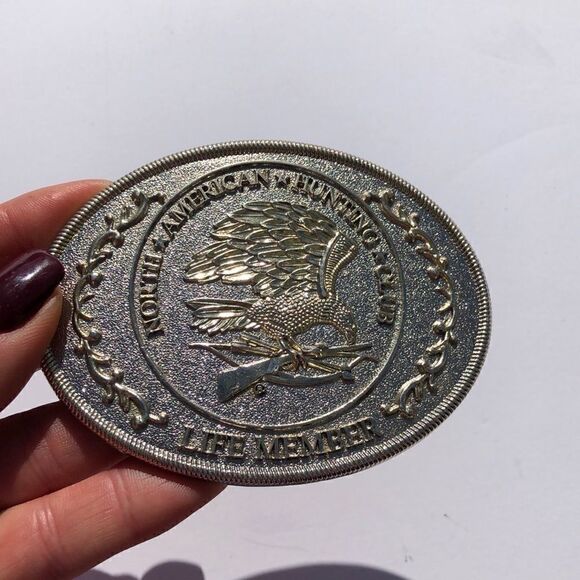 NORTH ★ AMERICAN ★ HUNTING ★ CLUB
LIFE MEMBER